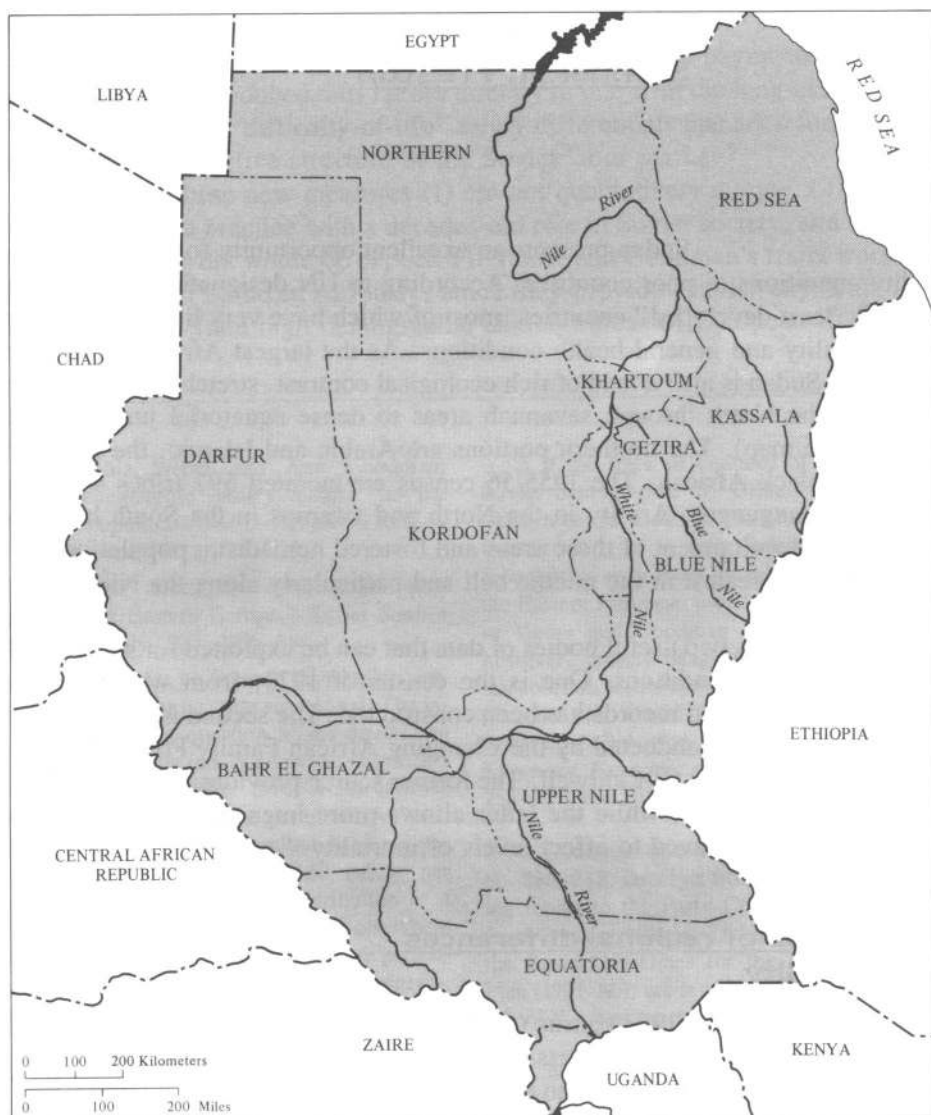 EGYPT
LIBYA
RED SEA
NORTHERN
RED SEA
Nile River
CHAD
KHARTOUM
KASSALA
GEZIRA
DARFUR
KORDOFAN
White Nile
Blue Nile
BLUE NILE
ETHIOPIA
BAHR EL GHAZAL
UPPER NILE
Nile River
CENTRAL AFRICAN
REPUBLIC
EQUATORIA
ZAIRE
KENYA
UGANDA
0 100 200 Kilometers
0 100 200 Miles